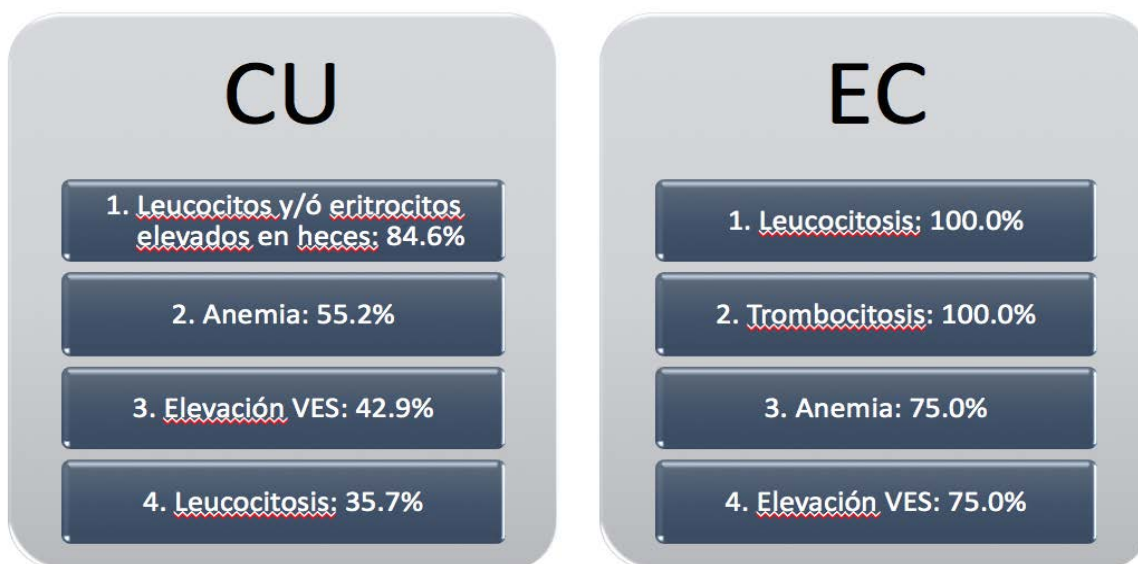 CU
1. Leucocitos y/ó eritrocitos
elevados en heces: 84.6%
2. Anemia: 55.2%
3. Elevación VES: 42.9%
4. Leucocitosis: 35.7%
EC
1. Leucocitosis: 100.0%
2. Trombocitosis: 100.0%
3. Anemia: 75.0%
4. Elevación VES: 75.0%